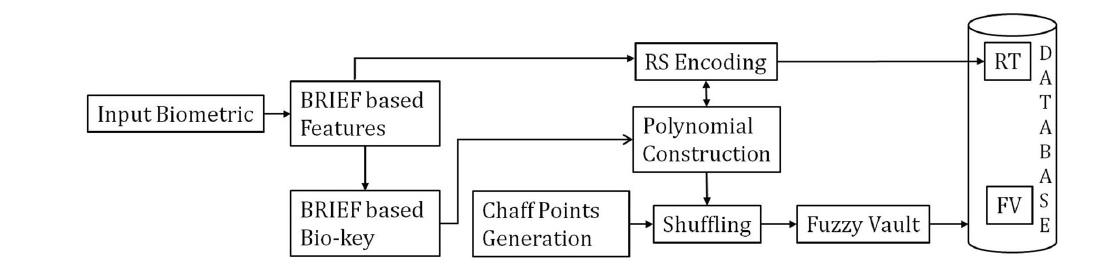 RS Encoding
RT
DATABASE
Input Biometric
BRIEF based
Features
Polynomial
Construction
BRIEF based
Bio-key
Chaff Points
Generation
Shuffling
Fuzzy Vault
FV